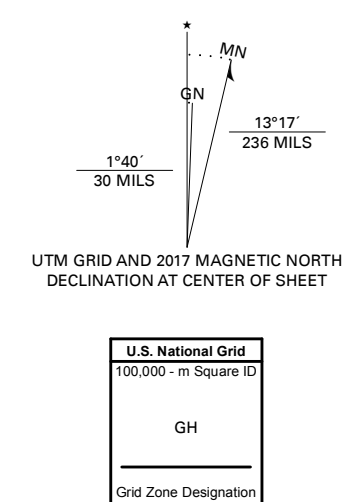 ★
MN
GN
13°17´
236 MILS
1°40´
30 MILS
UTM GRID AND 2017 MAGNETIC NORTH
DECLINATION AT CENTER OF SHEET
U.S. National Grid
100,000 - m Square ID
GH
Grid Zone Designation